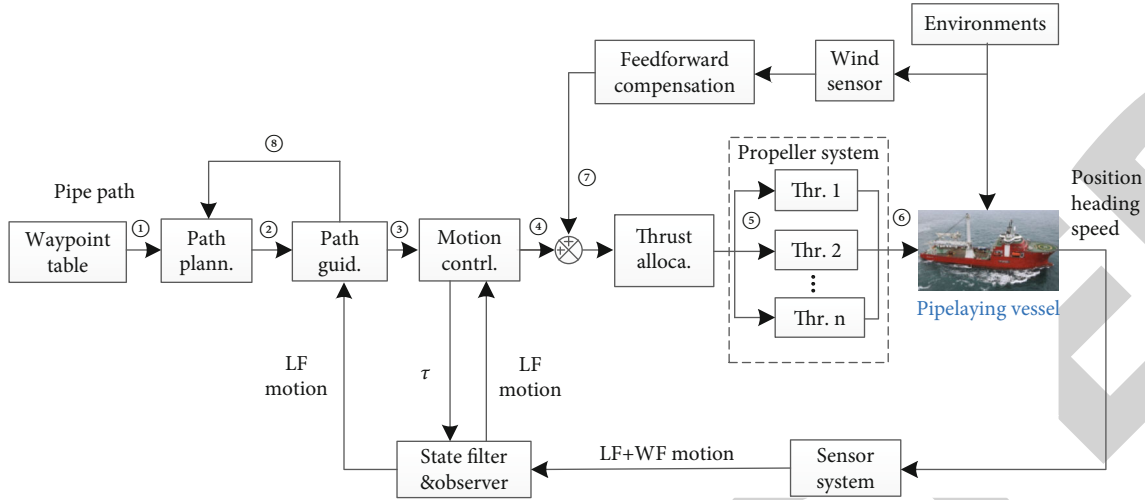 Environments
Feedforward
compensation
Wind
sensor
⑧
⑦
Propeller system
Pipe path
Thr. 1
Position
heading
speed
Waypoint
table
①
Path
plann.
②
Path
guid.
③
Motion
contrl.
④
+
+
Thrust
alloca.
⑤
Thr. 2
⑥
Thr. n
Pipelaying vessel
LF
motion
τ
LF
motion
State filter
&observer
LF+WF motion
Sensor
system